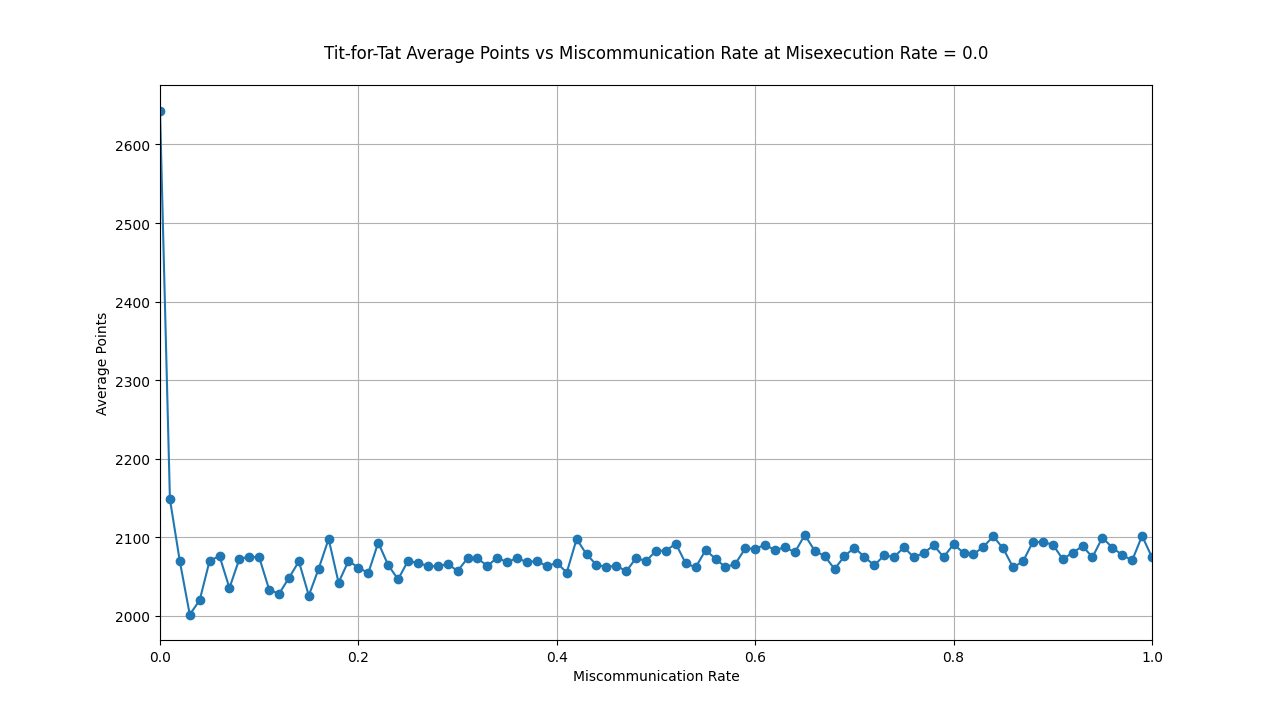 Tit-for-Tat Average Points vs Miscommunication Rate at Misexecution Rate = 0.0
2600
2500
2400
2300
2200
2100
2000
Average Points
0.0 0.2 0.4 0.6 0.8 1.0
Miscommunication Rate